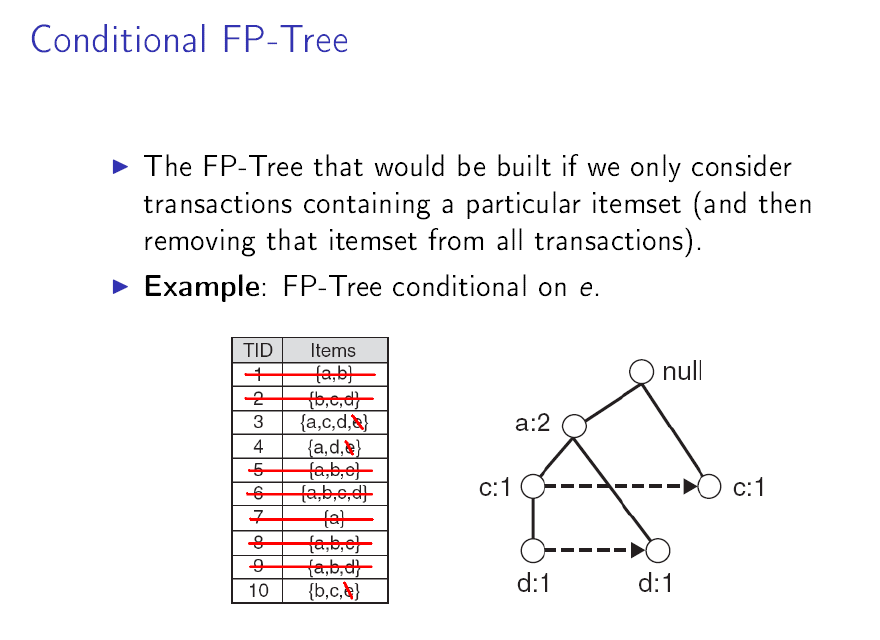 Conditional FP-Tree
The FP-Tree that would be built if we only consider
transactions containing a particular itemset (and then
removing that itemset from all transactions).
Example: FP-Tree conditional on e.
TID Items
1 {a,b}
2 {b,c,d}
3 {a,c,d,e}
4 {a,d,e}
5 {a,b,c}
6 {a,b,c,d}
7 {a}
8 {a,b,c}
9 {a,b,d}
10 {b,c,e}
null
a:2
c:1 c:1
d:1 d:1